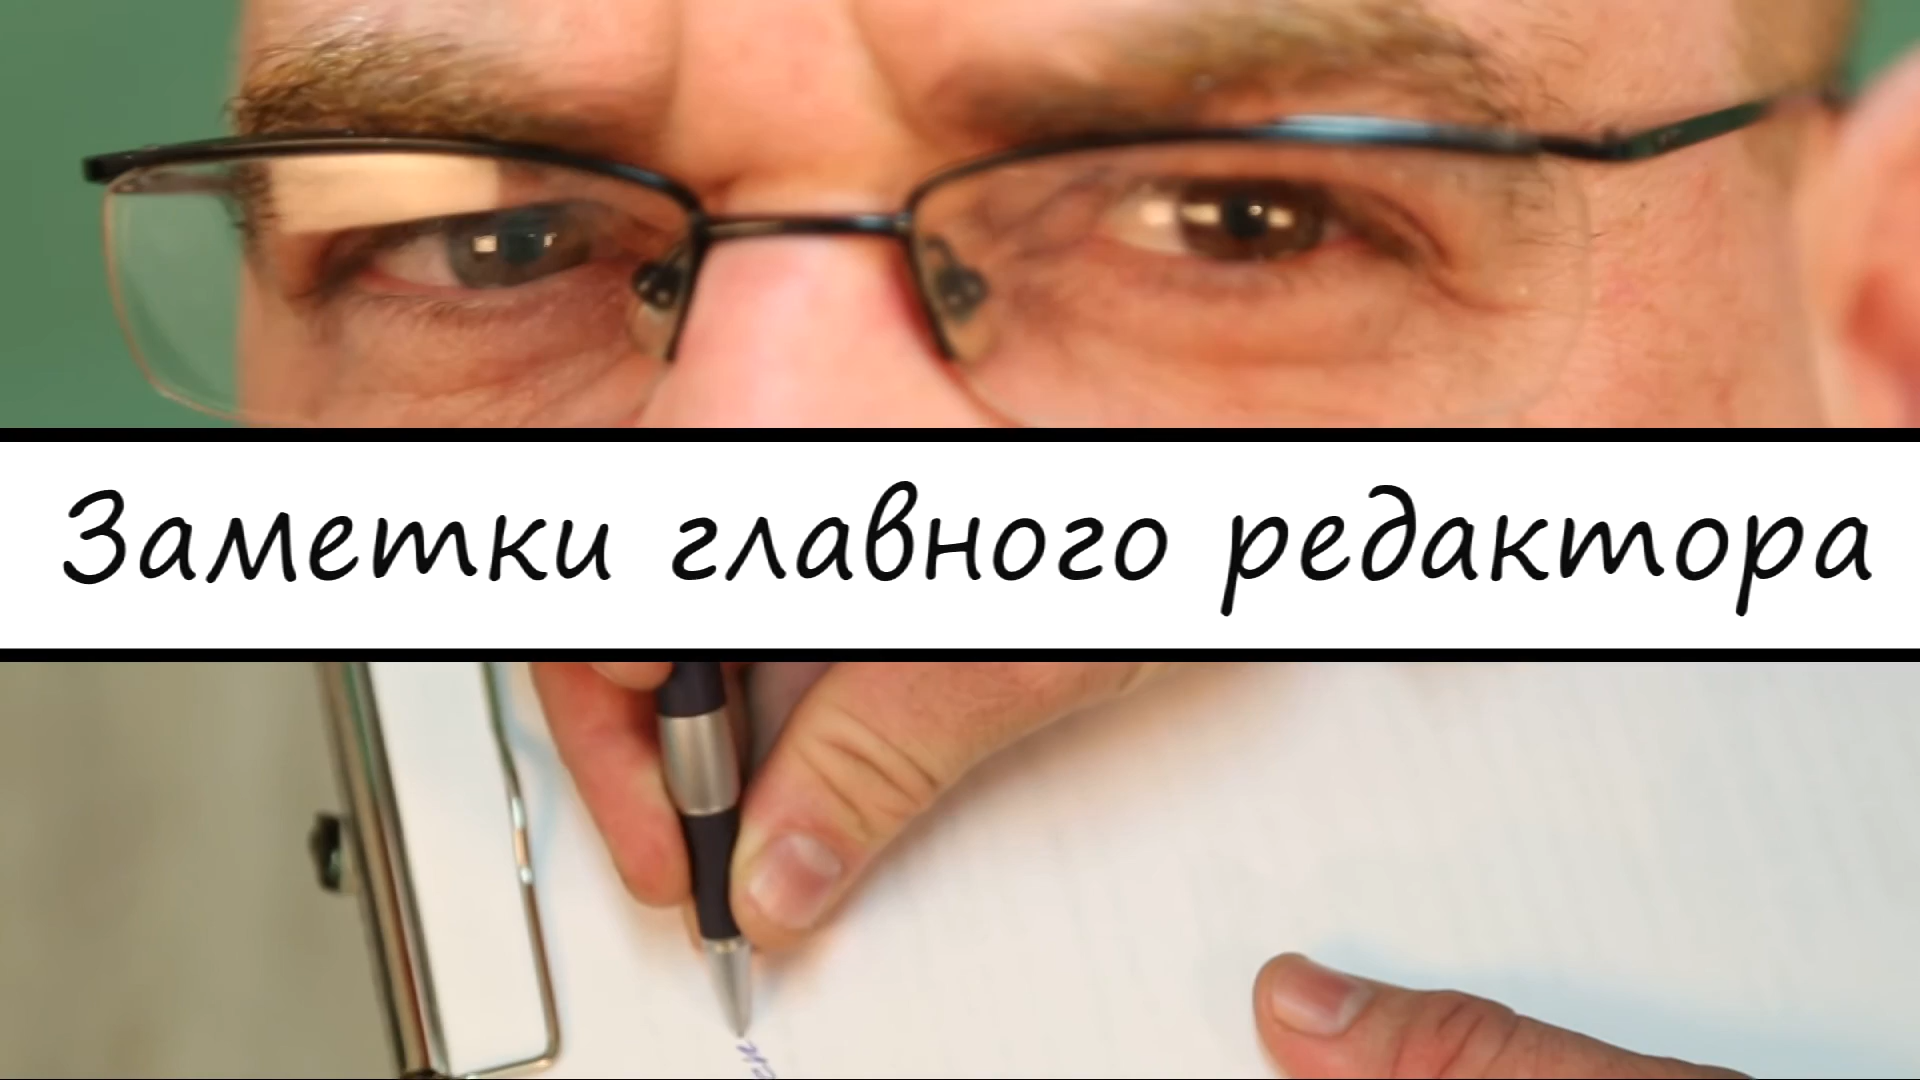 Заметки главного редактора